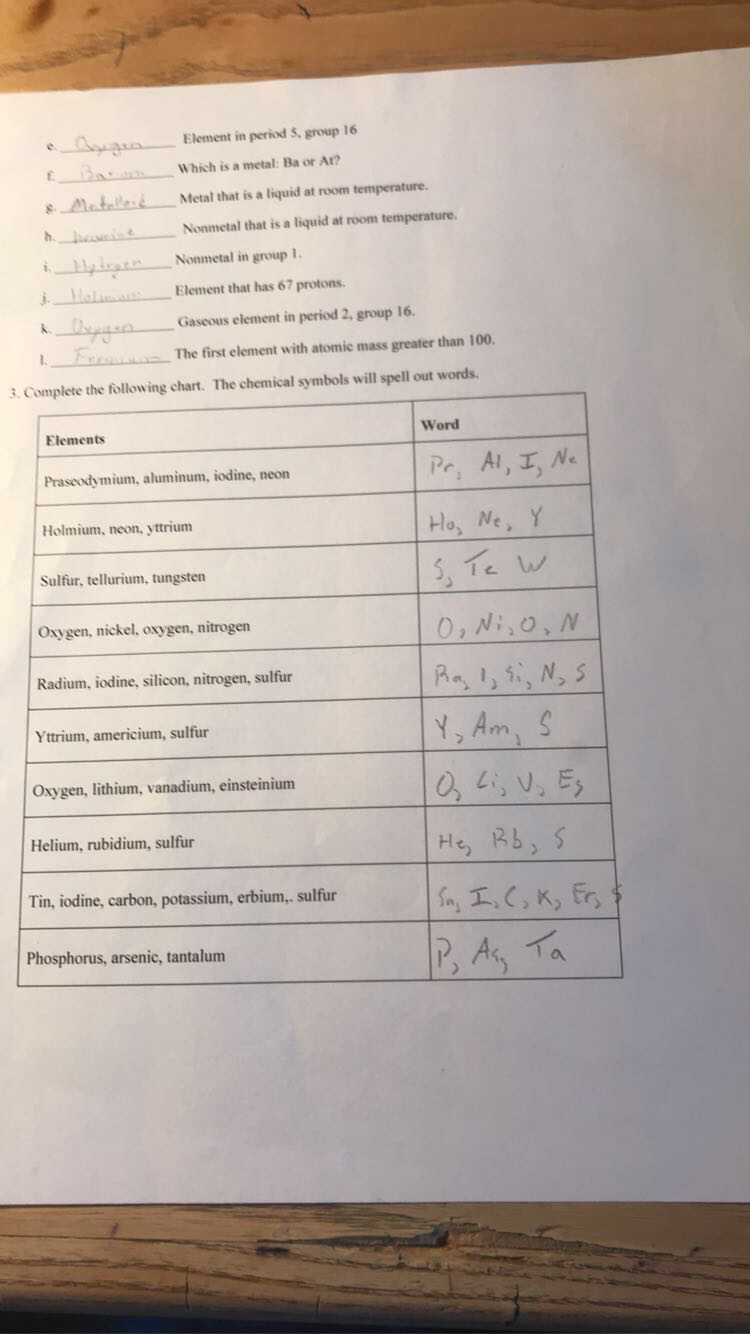 e. Oxygen Element in period 5, group 16
f. Barium Which is a metal: Ba or At?
g. Metalloid Metal that is a liquid at room temperature.
h. Nonmetal that is a liquid at room temperature.
i. Hydrogen Nonmetal in group 1.
j. Holmium Element that has 67 protons.
k. Oxygen Gaseous element in period 2, group 16.
l. The first element with atomic mass greater than 100.
3. Complete the following chart. The chemical symbols will spell out words.
Elements Word
Praseodymium, aluminum, iodine, neon Pr, Al, I, Ne
Holmium, neon, yttrium Ho, Ne, Y
Sulfur, tellurium, tungsten S, Te W
Oxygen, nickel, oxygen, nitrogen O, Ni, O, N
Radium, iodine, silicon, nitrogen, sulfur Ra, I, Si, N, S
Yttrium, americium, sulfur Y, Am, S
Oxygen, lithium, vanadium, einsteinium O, Li, V, Es
Helium, rubidium, sulfur He, Rb, S
Tin, iodine, carbon, potassium, erbium,. sulfur Sn, I, C, K, Er, S
Phosphorus, arsenic, tantalum P, As, Ta